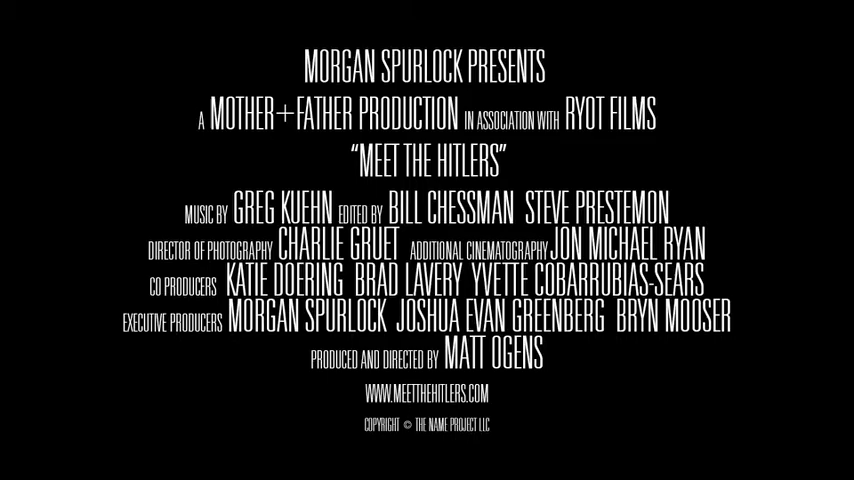 MORGAN SPURLOCK PRESENTS
A MOTHER+FATHER PRODUCTION IN ASSOCIATION WITH RYOT FILMS
“MEET THE HITLERS”
MUSIC BY GREG KUEHN EDITED BY BILL CHESSMAN STEVE PRESTEMON
DIRECTOR OF PHOTOGRAPHY CHARLIE GRUET ADDITIONAL CINEMATOGRAPHY JON MICHAEL RYAN
CO PRODUCERS KATIE DOERING BRAD LAVERY YVETTE COBARRUBIAS-SEARS
EXECUTIVE PRODUCERS MORGAN SPURLOCK JOSHUA EVAN GREENBERG BRYN MOOSER
PRODUCED AND DIRECTED BY MATT OGENS
WWW.MEETTHEHITLERS.COM
COPYRIGHT © THE NAME PROJECT LLC